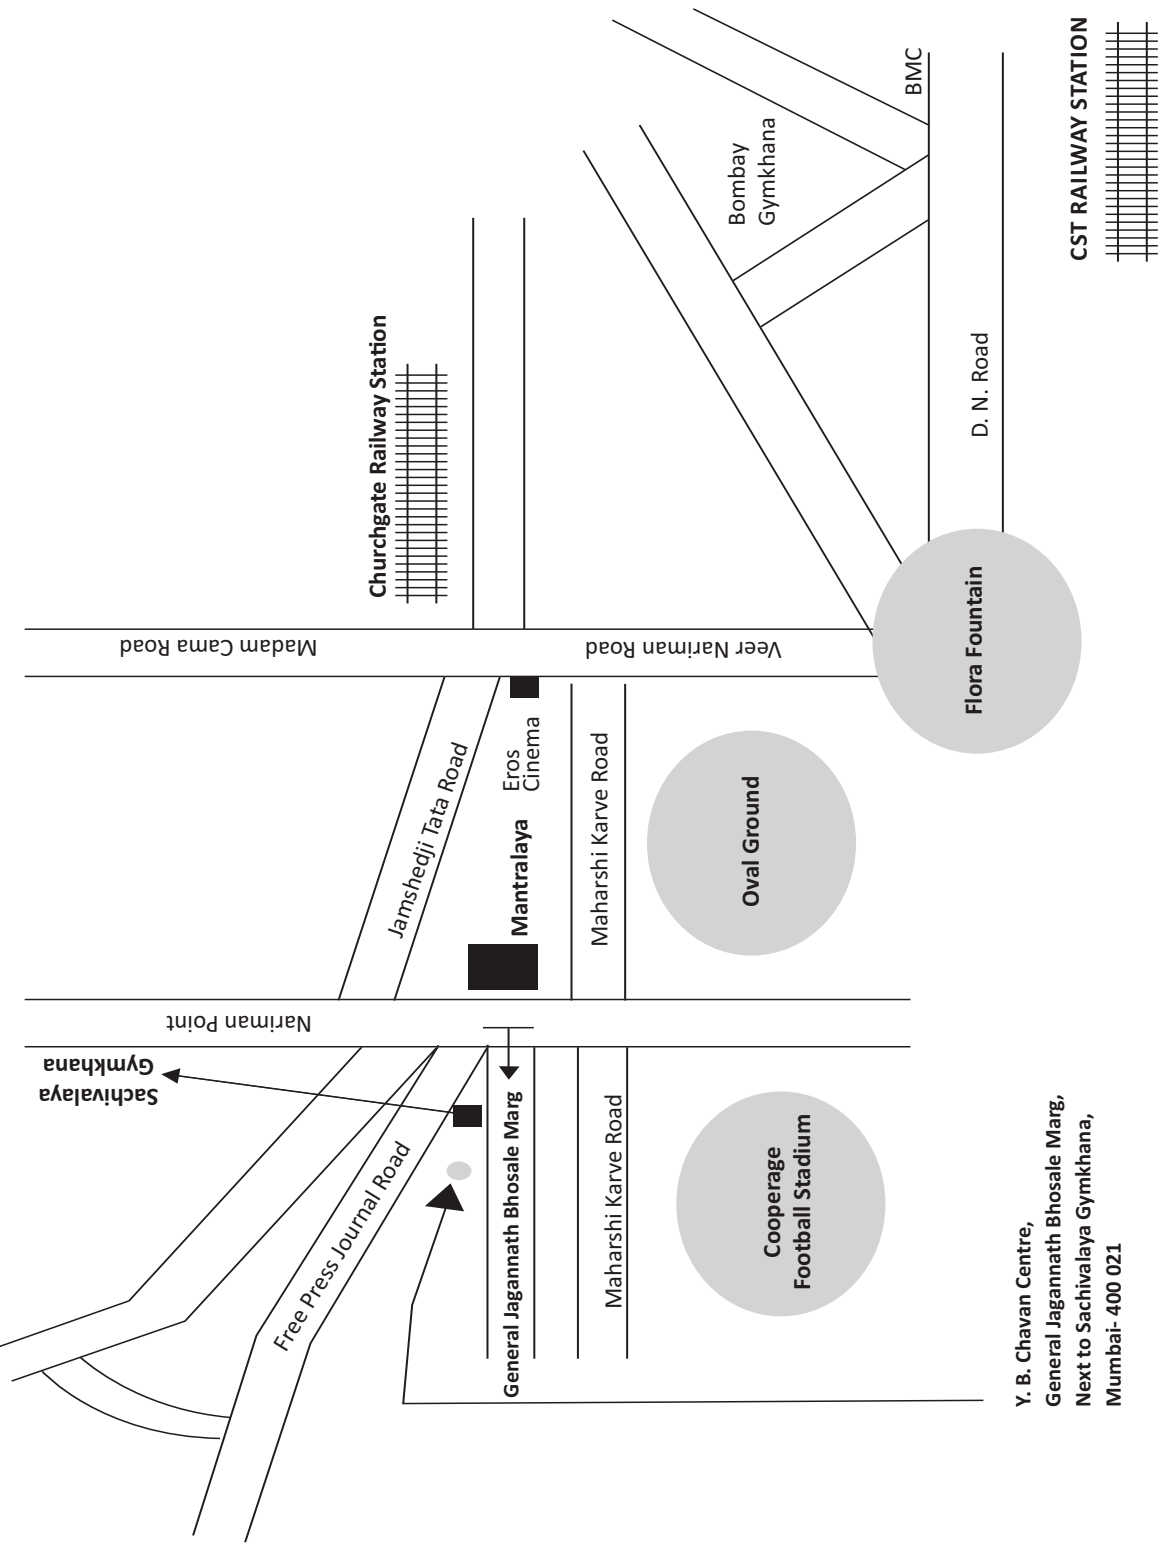 CST RAILWAY STATION
BMC
Bombay
Gymkhana
D. N. Road
Churchgate Railway Station
Madam Cama Road
Veer Nariman Road
Flora Fountain
Jamshedji Tata Road
Eros
Cinema
Mantralaya
Maharshi Karve Road
Oval Ground
Nariman Point
Sachivalaya
Gymkhana
Free Press Journal Road
General Jagannath Bhosale Marg
Maharshi Karve Road
Cooperage
Football Stadium
Y. B. Chavan Centre,
General Jagannath Bhosale Marg,
Next to Sachivalaya Gymkhana,
Mumbai- 400 021